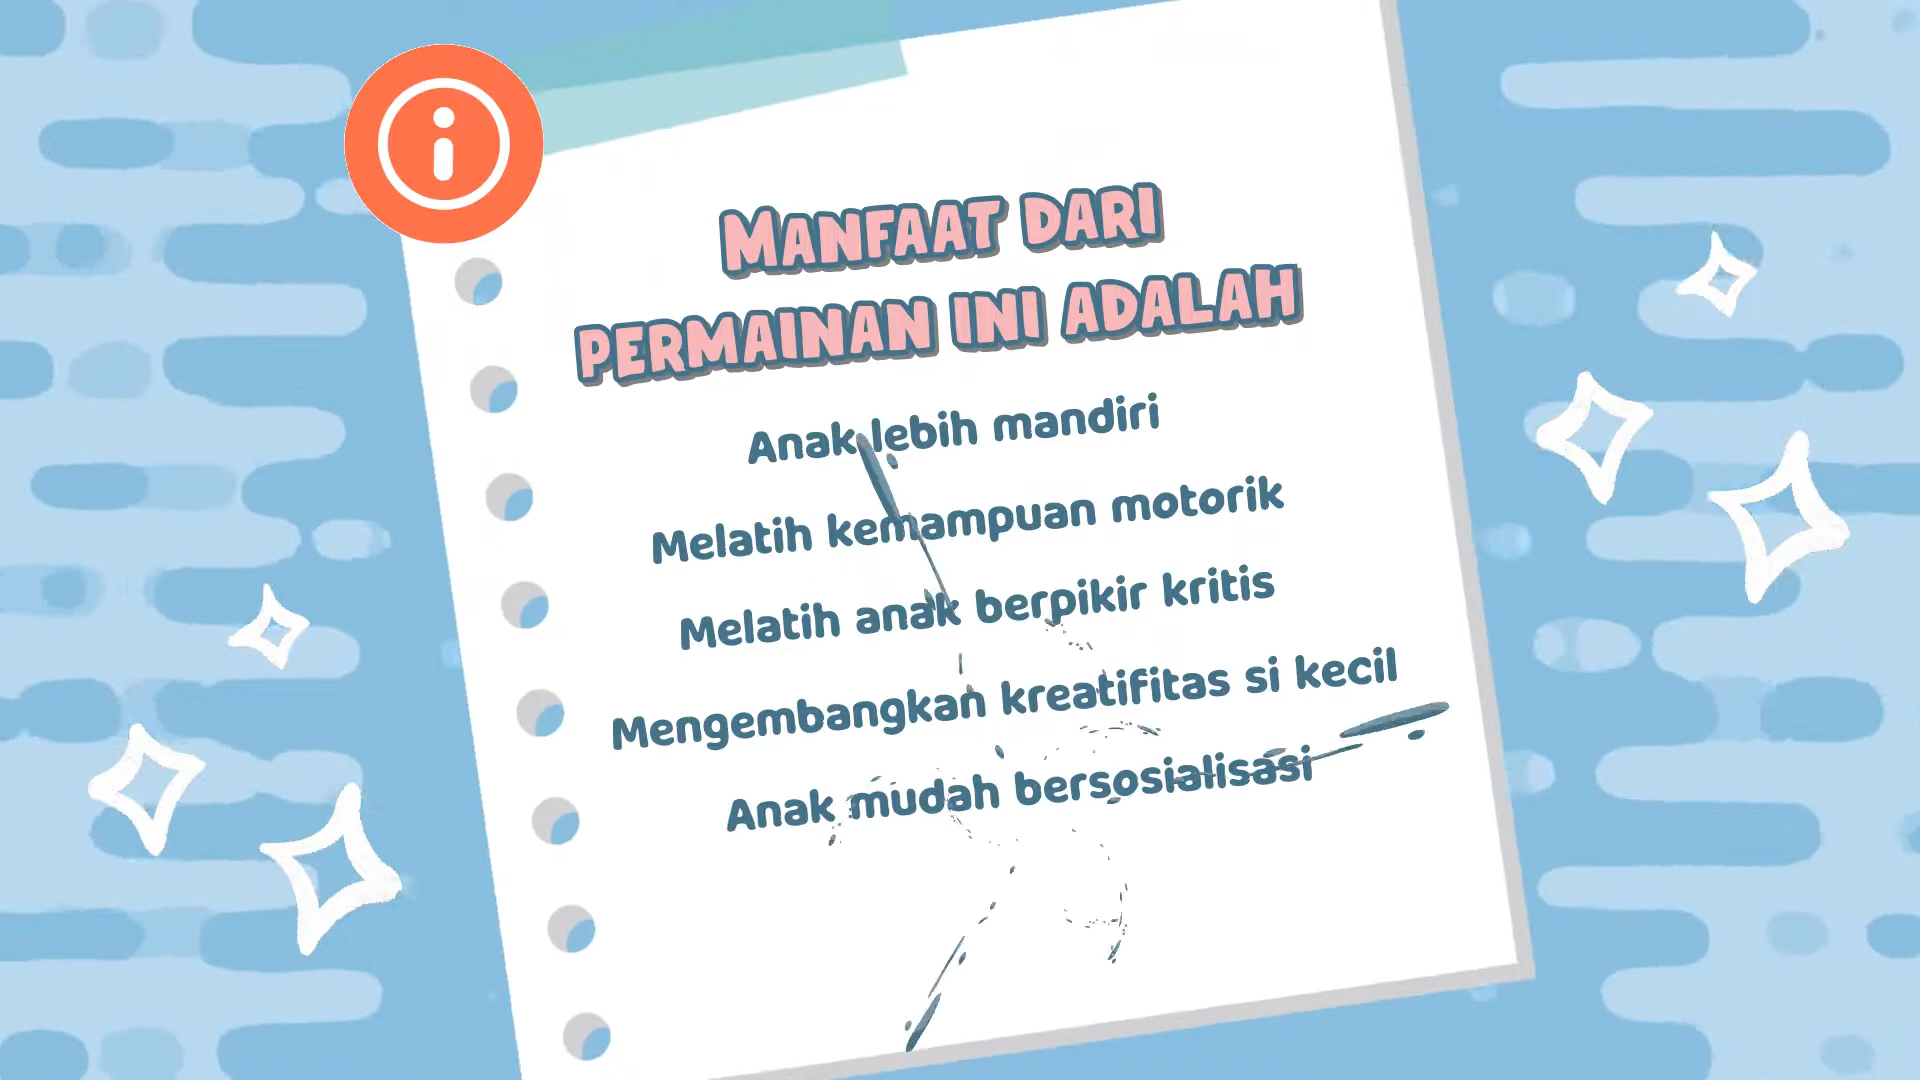 MANFAAT DARI
PERMAINAN INI ADALAH
Anak lebih mandiri
Melatih kemampuan motorik
Melatih anak berpikir kritis
Mengembangkan kreatifitas si kecil
Anak mudah bersosialisasi